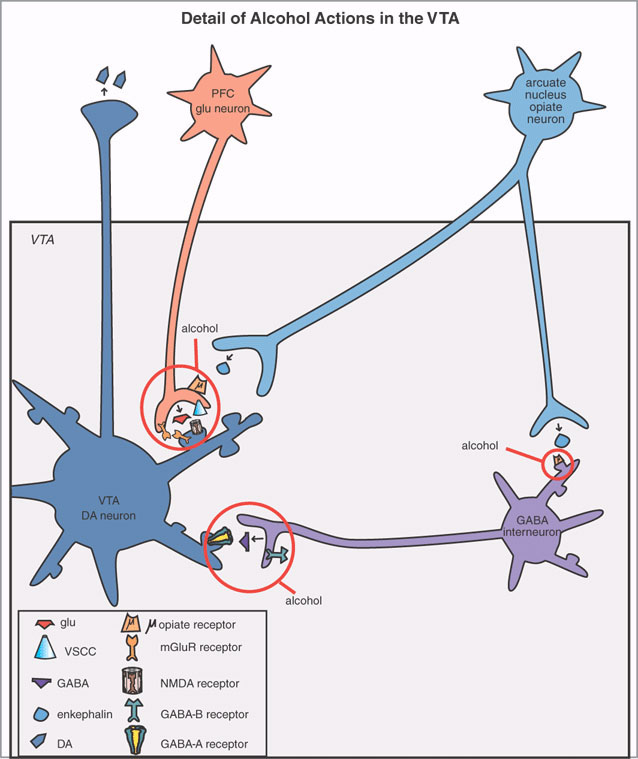 Detail of Alcohol Actions in the VTA
PFC
glu neuron
arcuate
nucleus
opiate
neuron
VTA
alcohol
μ
alcohol
VTA
DA neuron
GABA
interneuron
alcohol
glu
μ opiate receptor
VSCC
mGluR receptor
GABA
NMDA receptor
enkephalin
GABA-B receptor
DA
GABA-A receptor